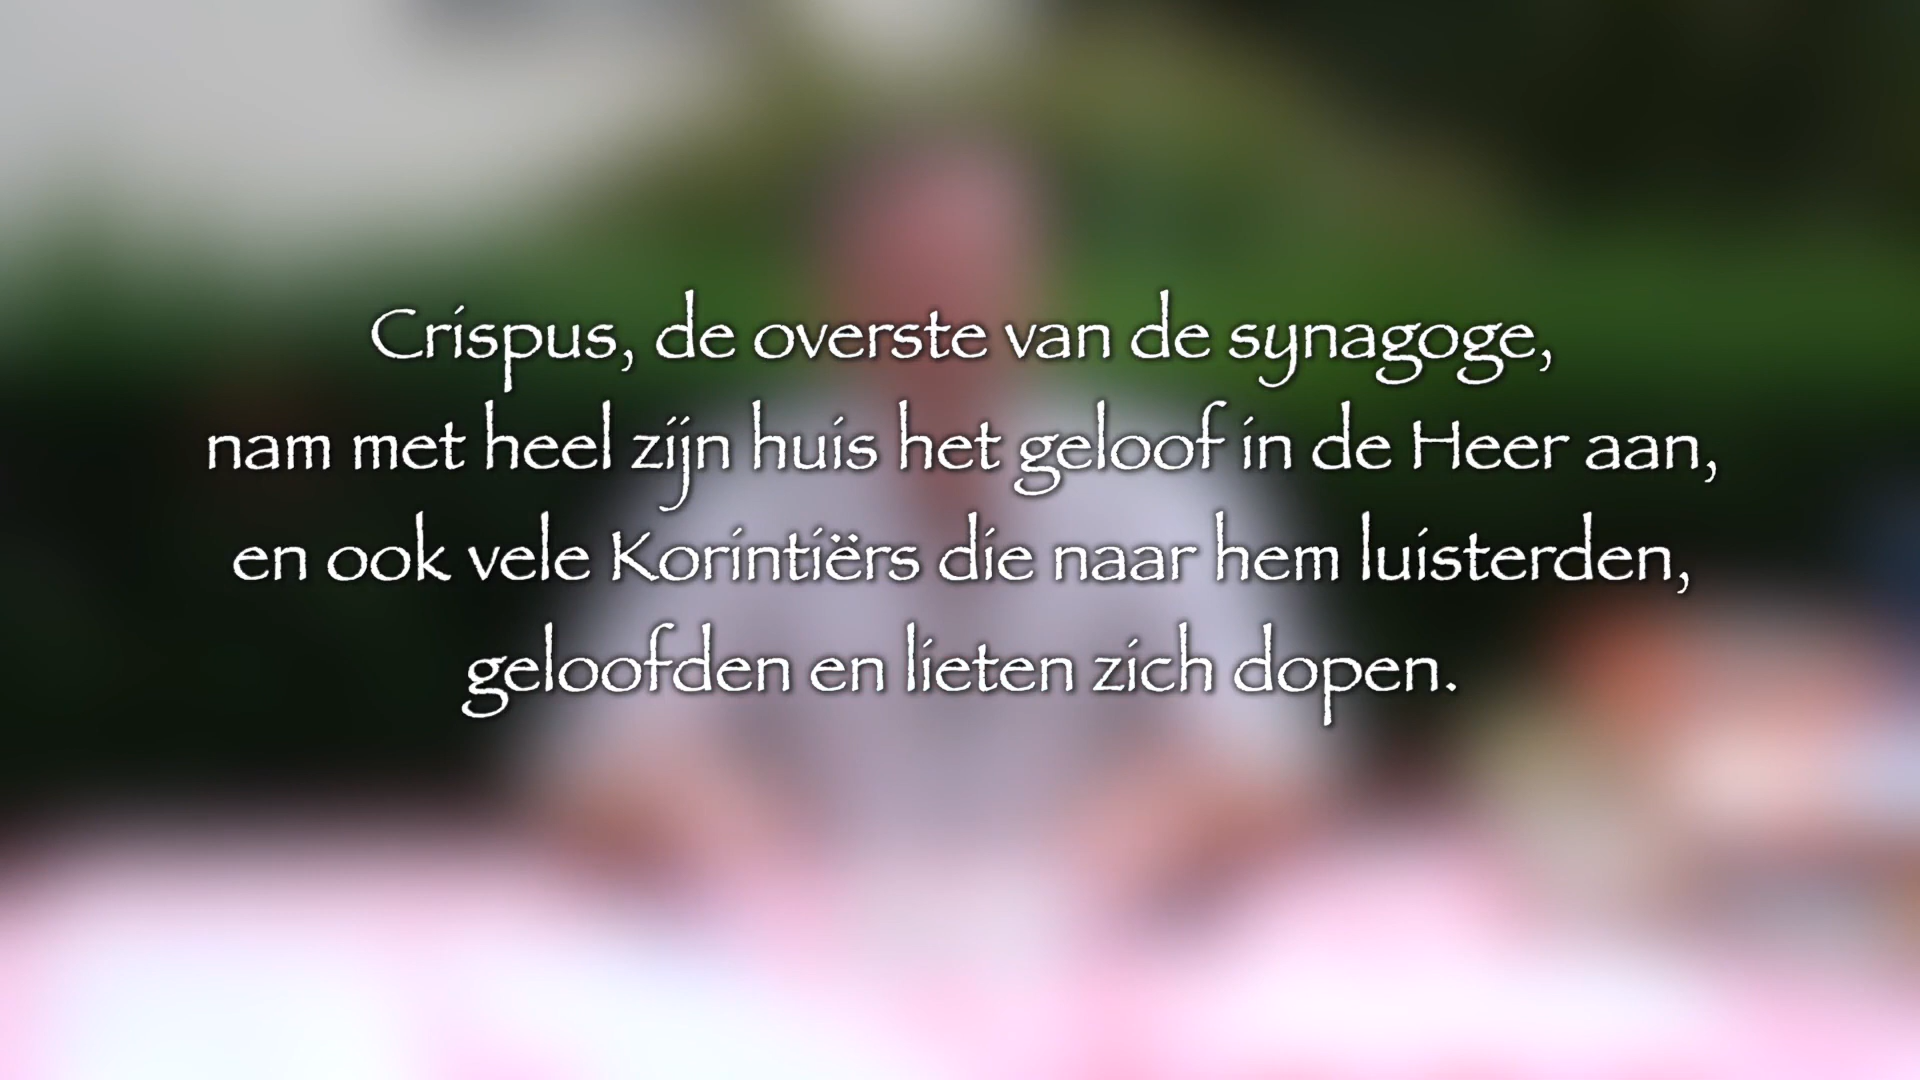 Crispus, de overste van de synagoge,
nam met heel zijn huis het geloof in de Heer aan,
en ook vele Korintiërs die naar hem luisterden,
geloofden en lieten zich dopen.